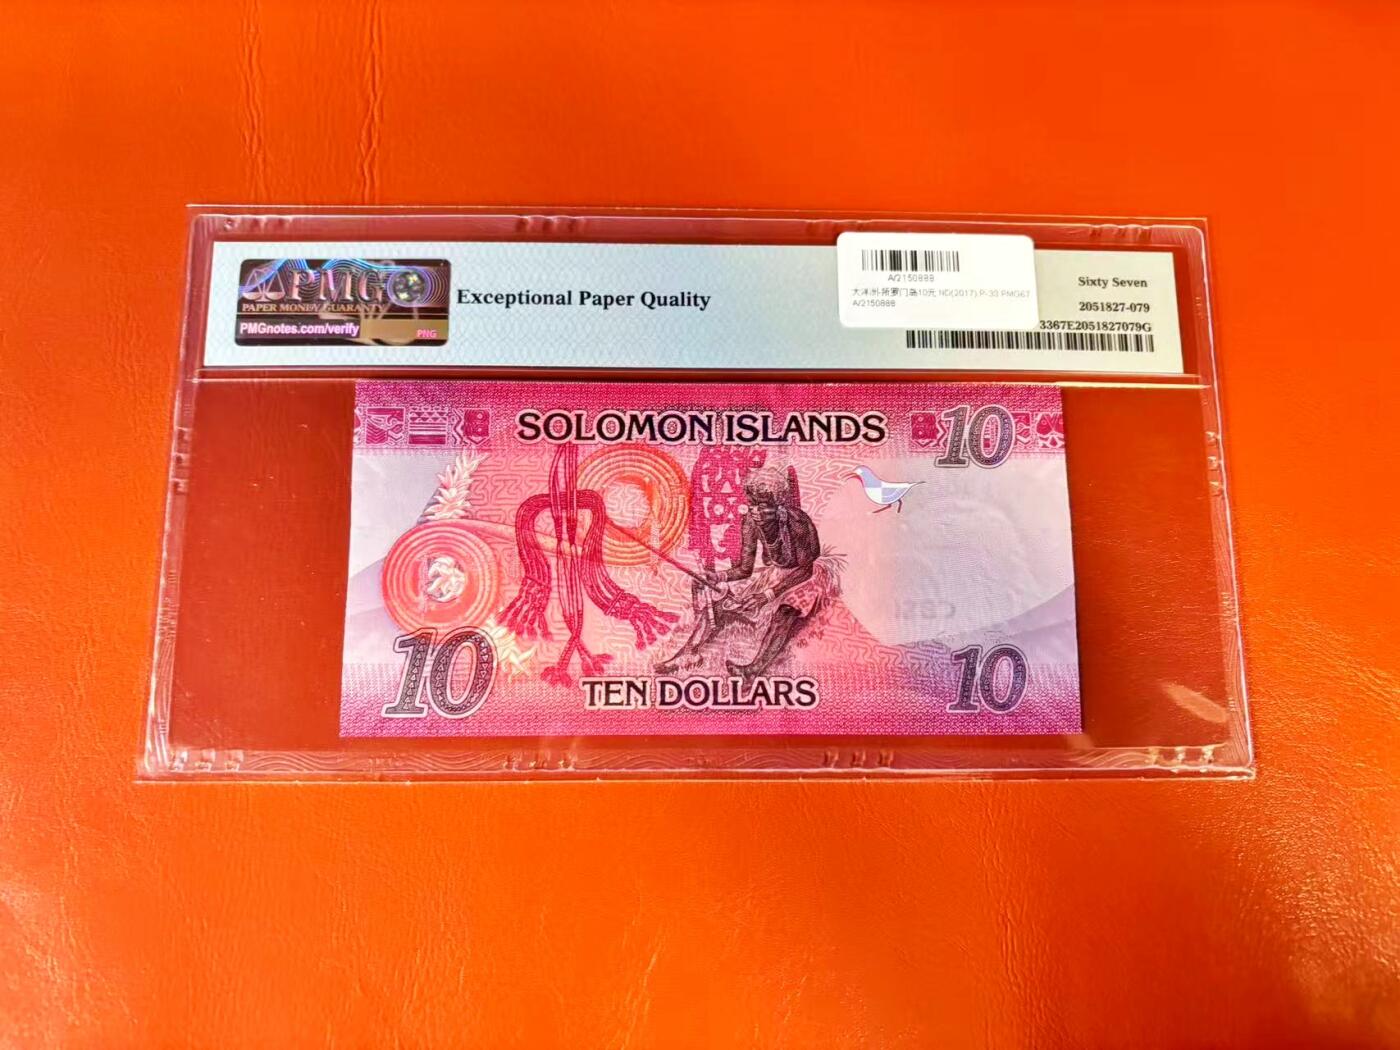 PMG
PAPER MONEY GUARANTY
PMGnotes.com/verify
PNG
Exceptional Paper Quality
A/2150888
大洋洲-所罗门岛10元 ND(2017) P-33 PMG67
A/2150888
Sixty Seven
2051827-079
3367E2051827079G
SOLOMON ISLANDS
10
10
TEN DOLLARS
10